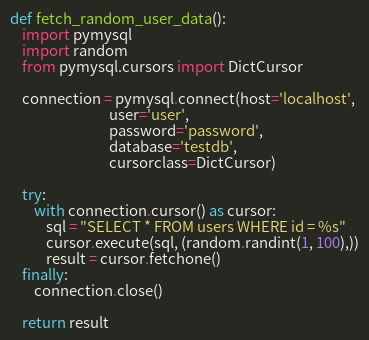 def fetch_random_user_data():
    import pymysql
    import random
    from pymysql.cursors import DictCursor

    connection = pymysql.connect(host='localhost',
                                 user='user',
                                 password='password',
                                 database='testdb',
                                 cursorclass=DictCursor)

    try:
        with connection.cursor() as cursor:
            sql = "SELECT * FROM users WHERE id = %s"
            cursor.execute(sql, (random.randint(1, 100),))
            result = cursor.fetchone()
    finally:
        connection.close()

    return result